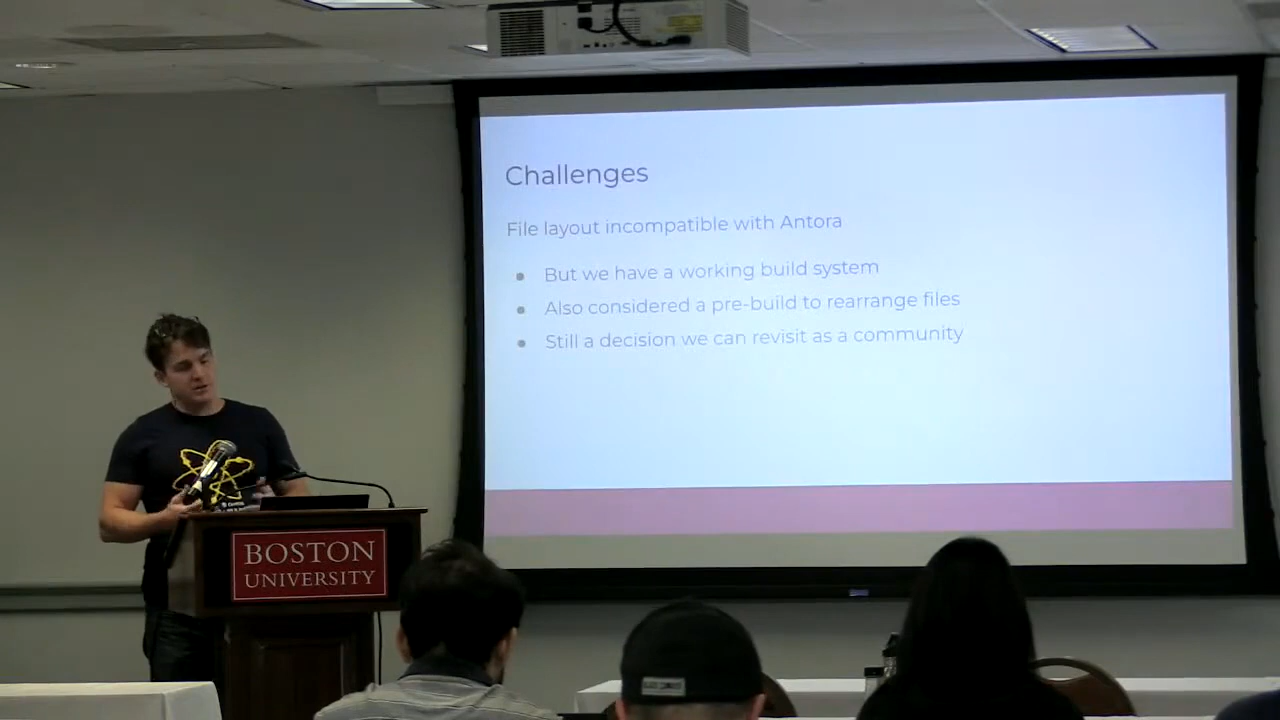 Challenges
File layout incompatible with Antora
But we have a working build system
Also considered a pre-build to rearrange files
Still a decision we can revisit as a community
BOSTON
UNIVERSITY